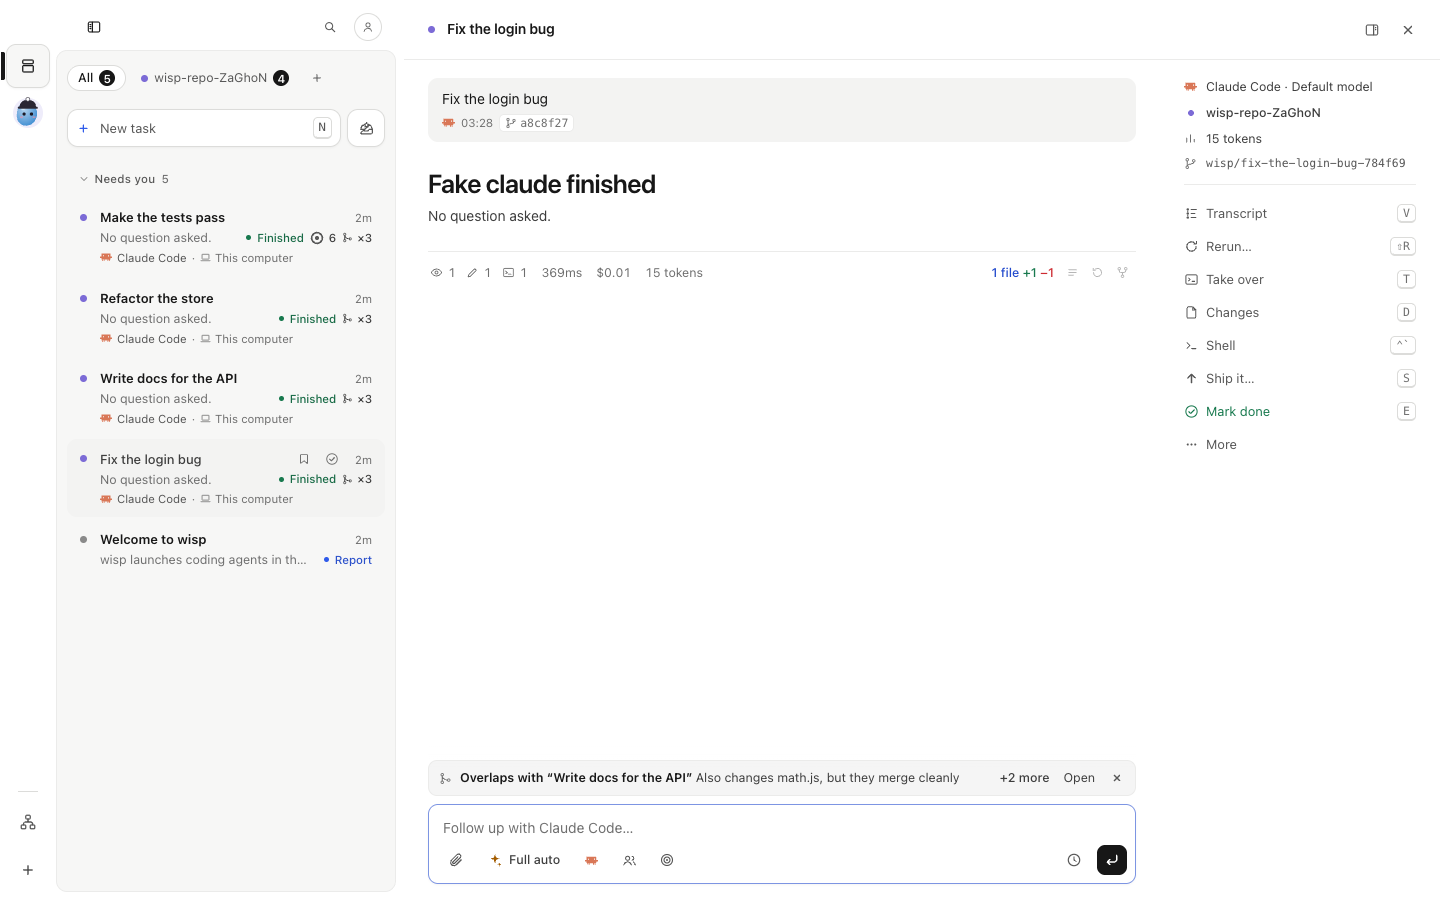 Fix the login bug
All 5
wisp-repo-ZaGhoN 4
New task N
Needs you 5
Make the tests pass 2m
No question asked. Finished 6 ×3
Claude Code · This computer
Refactor the store 2m
No question asked. Finished ×3
Claude Code · This computer
Write docs for the API 2m
No question asked. Finished ×3
Claude Code · This computer
Fix the login bug 2m
No question asked. Finished ×3
Claude Code · This computer
Welcome to wisp 2m
wisp launches coding agents in th... Report
Fix the login bug
03:28 a8c8f27
Fake claude finished
No question asked.
1 1 1 369ms $0.01 15 tokens 1 file +1 −1
Overlaps with “Write docs for the API” Also changes math.js, but they merge cleanly +2 more Open
Follow up with Claude Code...
Full auto
Claude Code · Default model
wisp-repo-ZaGhoN
15 tokens
wisp/fix-the-login-bug-784f69
Transcript V
Rerun... ⇧R
Take over T
Changes D
Shell ⌃`
Ship it... S
Mark done E
More